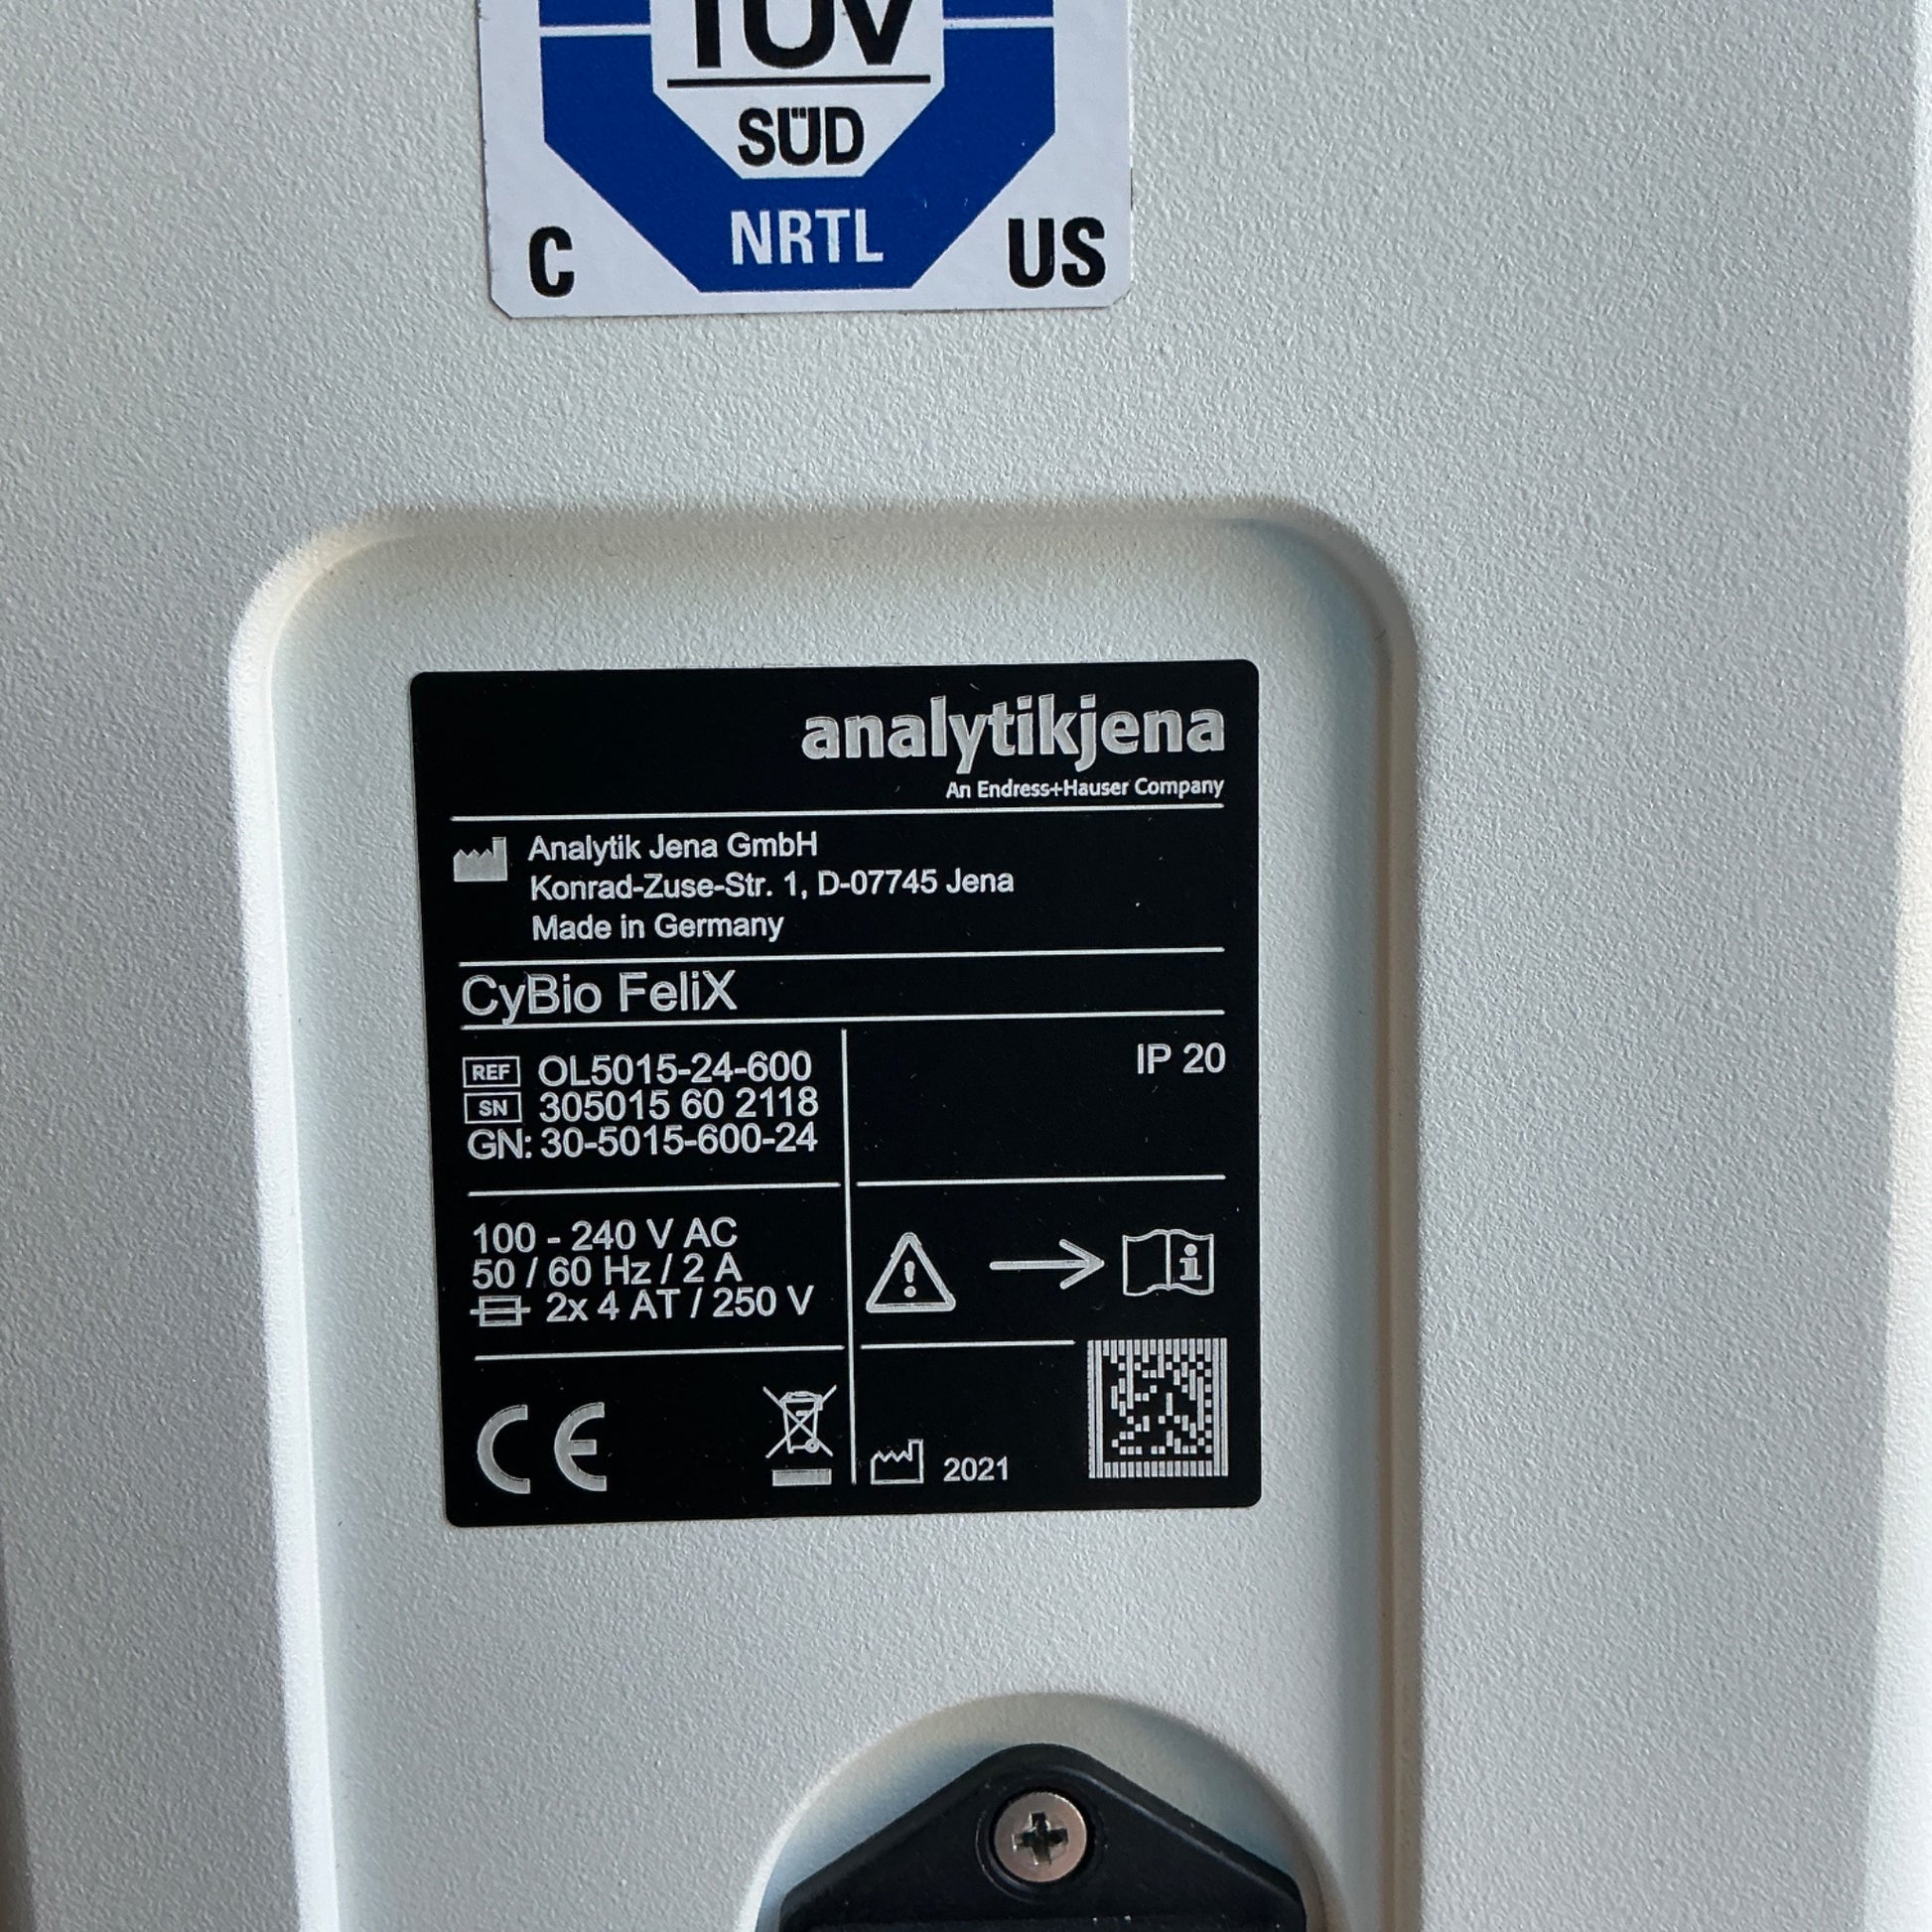 TÜV
SÜD
NRTL
C US
analytikjena
An Endress+Hauser Company
Analytik Jena GmbH
Konrad-Zuse-Str. 1, D-07745 Jena
Made in Germany
CyBio FeliX
REF OL5015-24-600
SN 305015 60 2118
GN: 30-5015-600-24
IP 20
100 - 240 V AC
50 / 60 Hz / 2 A
2x 4 AT / 250 V
CE
2021